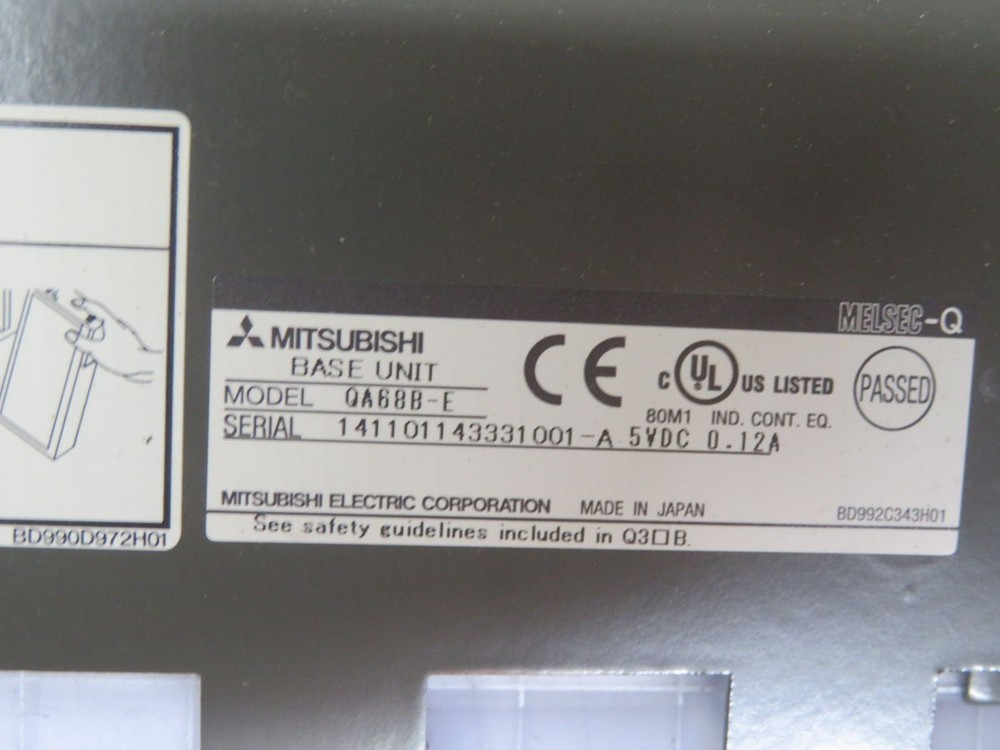 MELSEC-Q
MITSUBISHI
BASE UNIT
MODEL QA68B-E
SERIAL 141101143331001-A 5VDC 0.12A
CE
C UL US LISTED
PASSED
80M1 IND. CONT. EQ.
MITSUBISHI ELECTRIC CORPORATION MADE IN JAPAN BD992C343H01
See safety guidelines included in Q3□B.
BD990D972H01